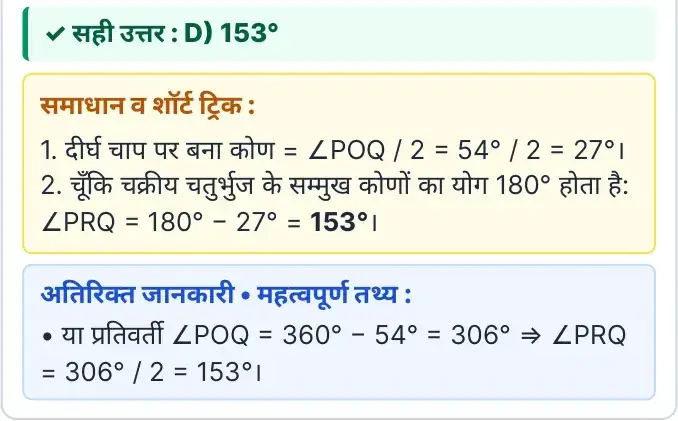 ✓ सही उत्तर : D) 153°
समाधान व शॉर्ट ट्रिक :
1. दीर्घ चाप पर बना कोण = ∠POQ / 2 = 54° / 2 = 27°।
2. चूँकि चक्रीय चतुर्भुज के सम्मुख कोणों का योग 180° होता है:
∠PRQ = 180° − 27° = 153°।
अतिरिक्त जानकारी • महत्वपूर्ण तथ्य :
• या प्रतिवर्ती ∠POQ = 360° − 54° = 306° ⇒ ∠PRQ
= 306° / 2 = 153°।